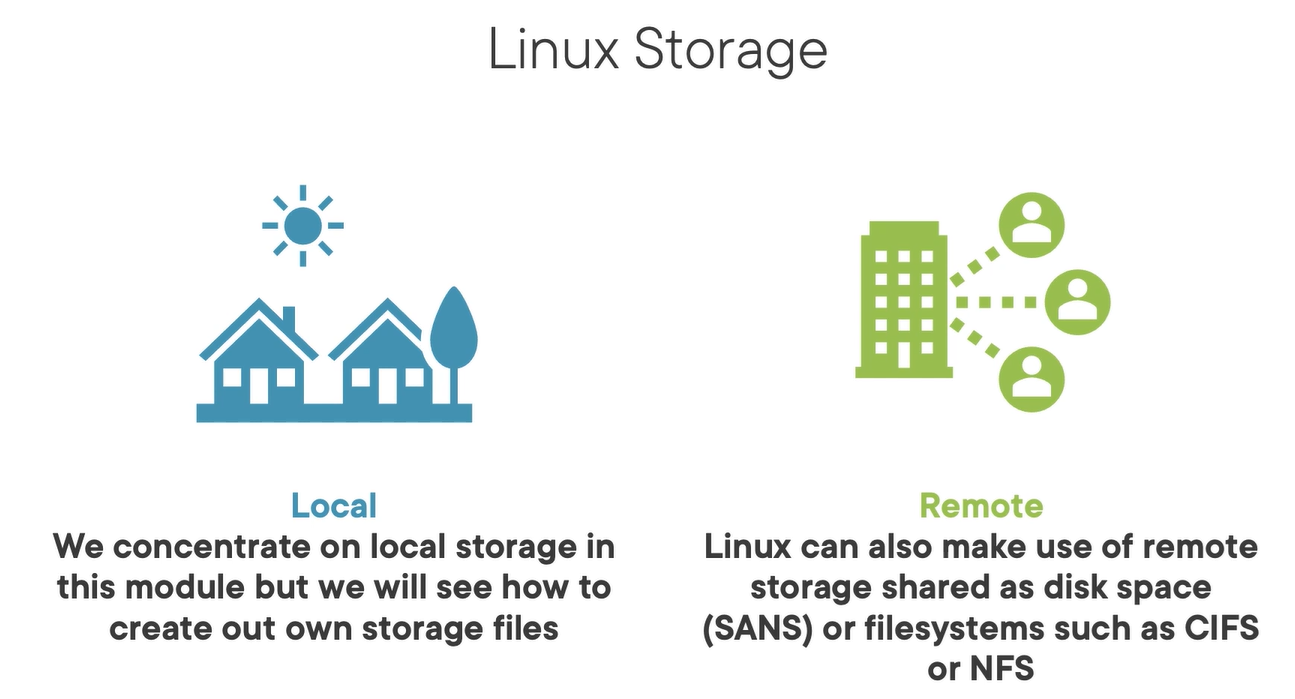 Linux Storage
Local
We concentrate on local storage in
this module but we will see how to
create out own storage files
Remote
Linux can also make use of remote
storage shared as disk space
(SANS) or filesystems such as CIFS
or NFS